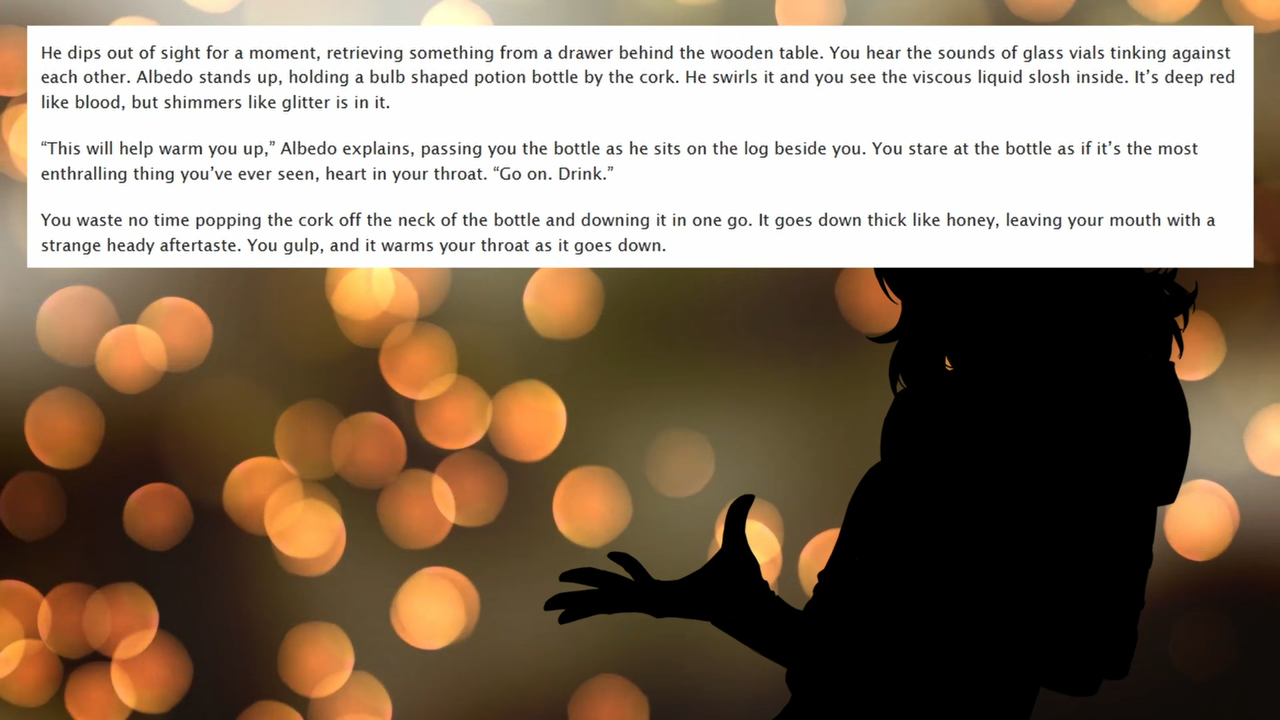 He dips out of sight for a moment, retrieving something from a drawer behind the wooden table. You hear the sounds of glass vials tinking against
each other. Albedo stands up, holding a bulb shaped potion bottle by the cork. He swirls it and you see the viscous liquid slosh inside. It’s deep red
like blood, but shimmers like glitter is in it.
“This will help warm you up,” Albedo explains, passing you the bottle as he sits on the log beside you. You stare at the bottle as if it’s the most
enthralling thing you’ve ever seen, heart in your throat. “Go on. Drink.”
You waste no time popping the cork off the neck of the bottle and downing it in one go. It goes down thick like honey, leaving your mouth with a
strange heady aftertaste. You gulp, and it warms your throat as it goes down.